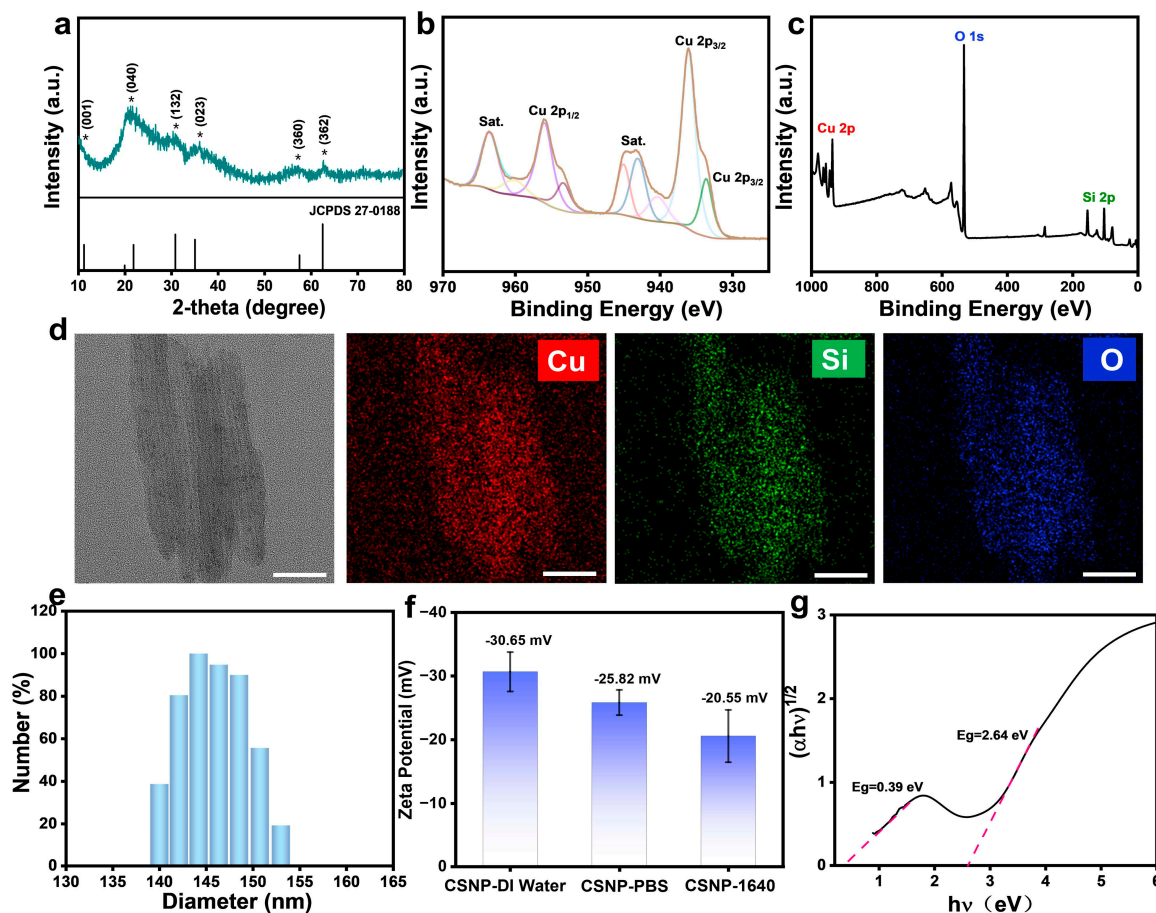 a
Intensity (a.u.)
* (001)
* (040)
* (132)
* (023)
* (360)
* (362)
JCPDS 27-0188
10 20 30 40 50 60 70 80
2-theta (degree)
b
Intensity (a.u.)
Sat.
Cu 2p1/2
Sat.
Cu 2p3/2
Cu 2p3/2
970 960 950 940 930
Binding Energy (eV)
c
Intensity (a.u.)
O 1s
Cu 2p
Si 2p
1000 800 600 400 200 0
Binding Energy (eV)
d
Cu
Si
O
e
Number (%)
120
100
80
60
40
20
0
130 135 140 145 150 155 160 165
Diameter (nm)
f
Zeta Potential (mV)
−40
−30
−20
−10
0
-30.65 mV
-25.82 mV
-20.55 mV
CSNP-DI Water CSNP-PBS CSNP-1640
g
(αhν)1/2
3
2
1
0
Eg=2.64 eV
Eg=0.39 eV
1 2 3 4 5 6
hν（eV）